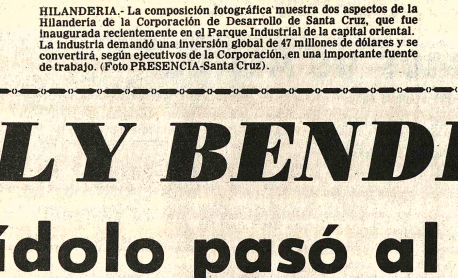 HILANDERIA.- La composición fotográfica muestra dos aspectos de la
Hilanderia de la Corporación de Desarrollo de Santa Cruz, que fue
inaugurada recientemente en el Parque Industrial de la capital oriental.
La industria demandó una inversión global de 47 millones de dólares y se
convertirá, según ejecutivos de la Corporación, en una importante fuente
de trabajo. (Foto PRESENCIA-Santa Cruz).
LY BEND
ídolo pasó al